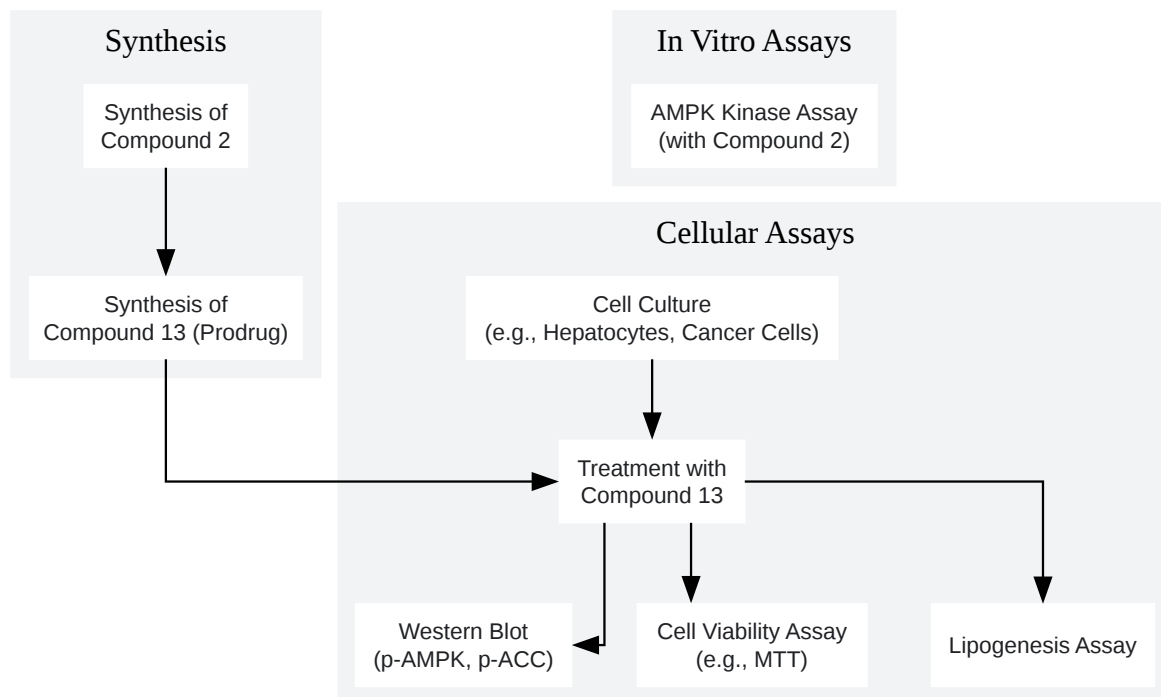 Synthesis
Synthesis of
Compound 2
Synthesis of
Compound 13 (Prodrug)
In Vitro Assays
AMPK Kinase Assay
(with Compound 2)
Cellular Assays
Cell Culture
(e.g., Hepatocytes, Cancer Cells)
Treatment with
Compound 13
Western Blot
(p-AMPK, p-ACC)
Cell Viability Assay
(e.g., MTT)
Lipogenesis Assay